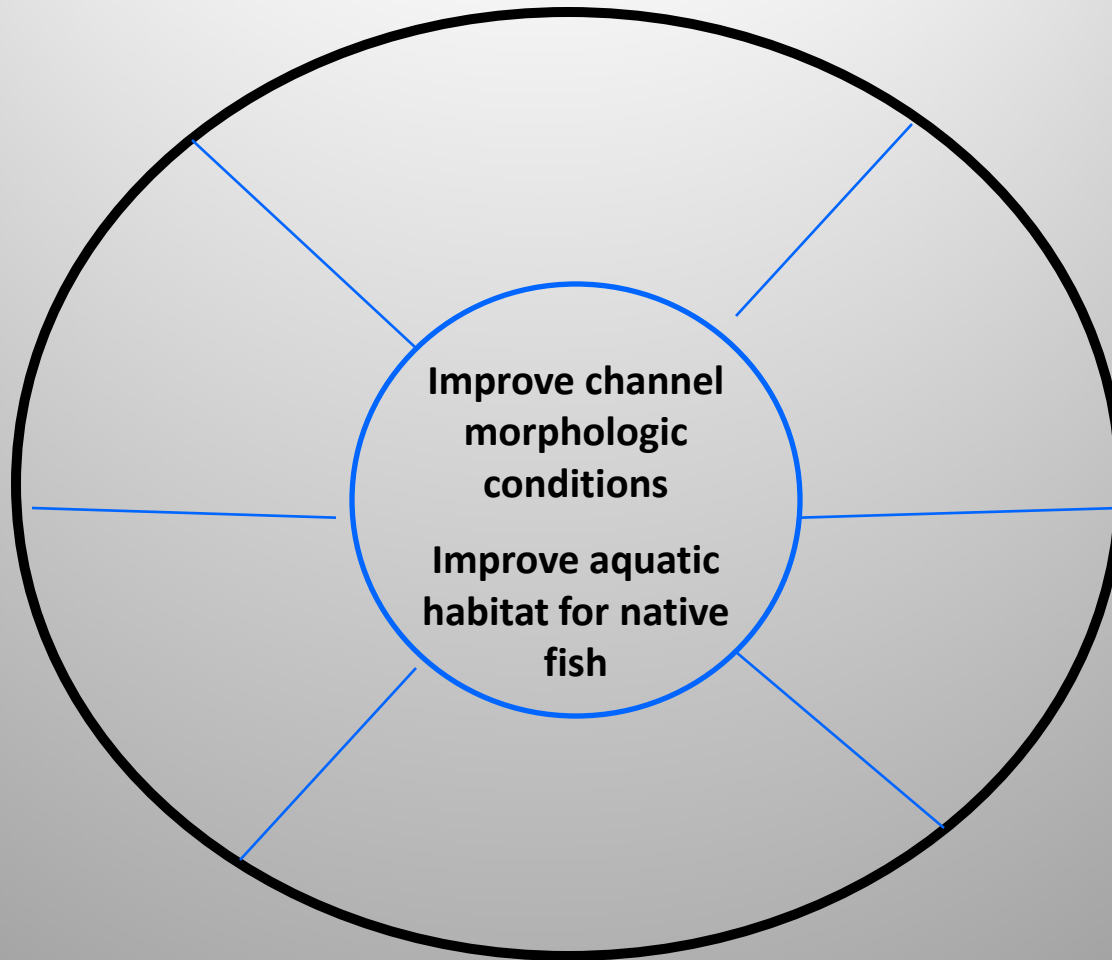 Improve channel
morphologic
conditions
Improve aquatic
habitat for native
fish